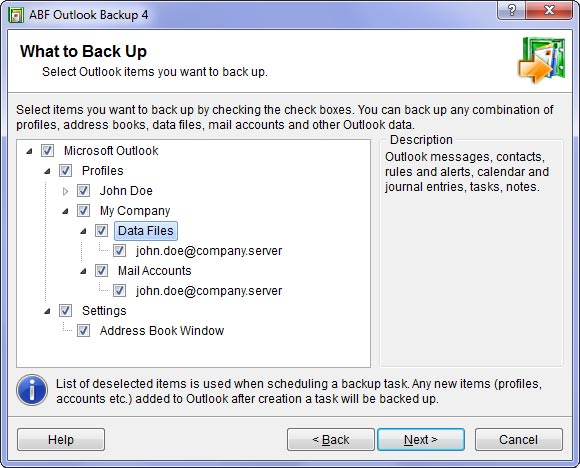 ABF Outlook Backup 4
?
What to Back Up
Select Outlook items you want to back up.
Select items you want to back up by checking the check boxes. You can back up any combination of
profiles, address books, data files, mail accounts and other Outlook data.
Microsoft Outlook
Profiles
John Doe
My Company
Data Files
john.doe@company.server
Mail Accounts
john.doe@company.server
Settings
Address Book Window
Description
Outlook messages, contacts,
rules and alerts, calendar and
journal entries, tasks, notes.
List of deselected items is used when scheduling a backup task. Any new items (profiles,
accounts etc.) added to Outlook after creation a task will be backed up.
Help
< Back
Next >
Cancel